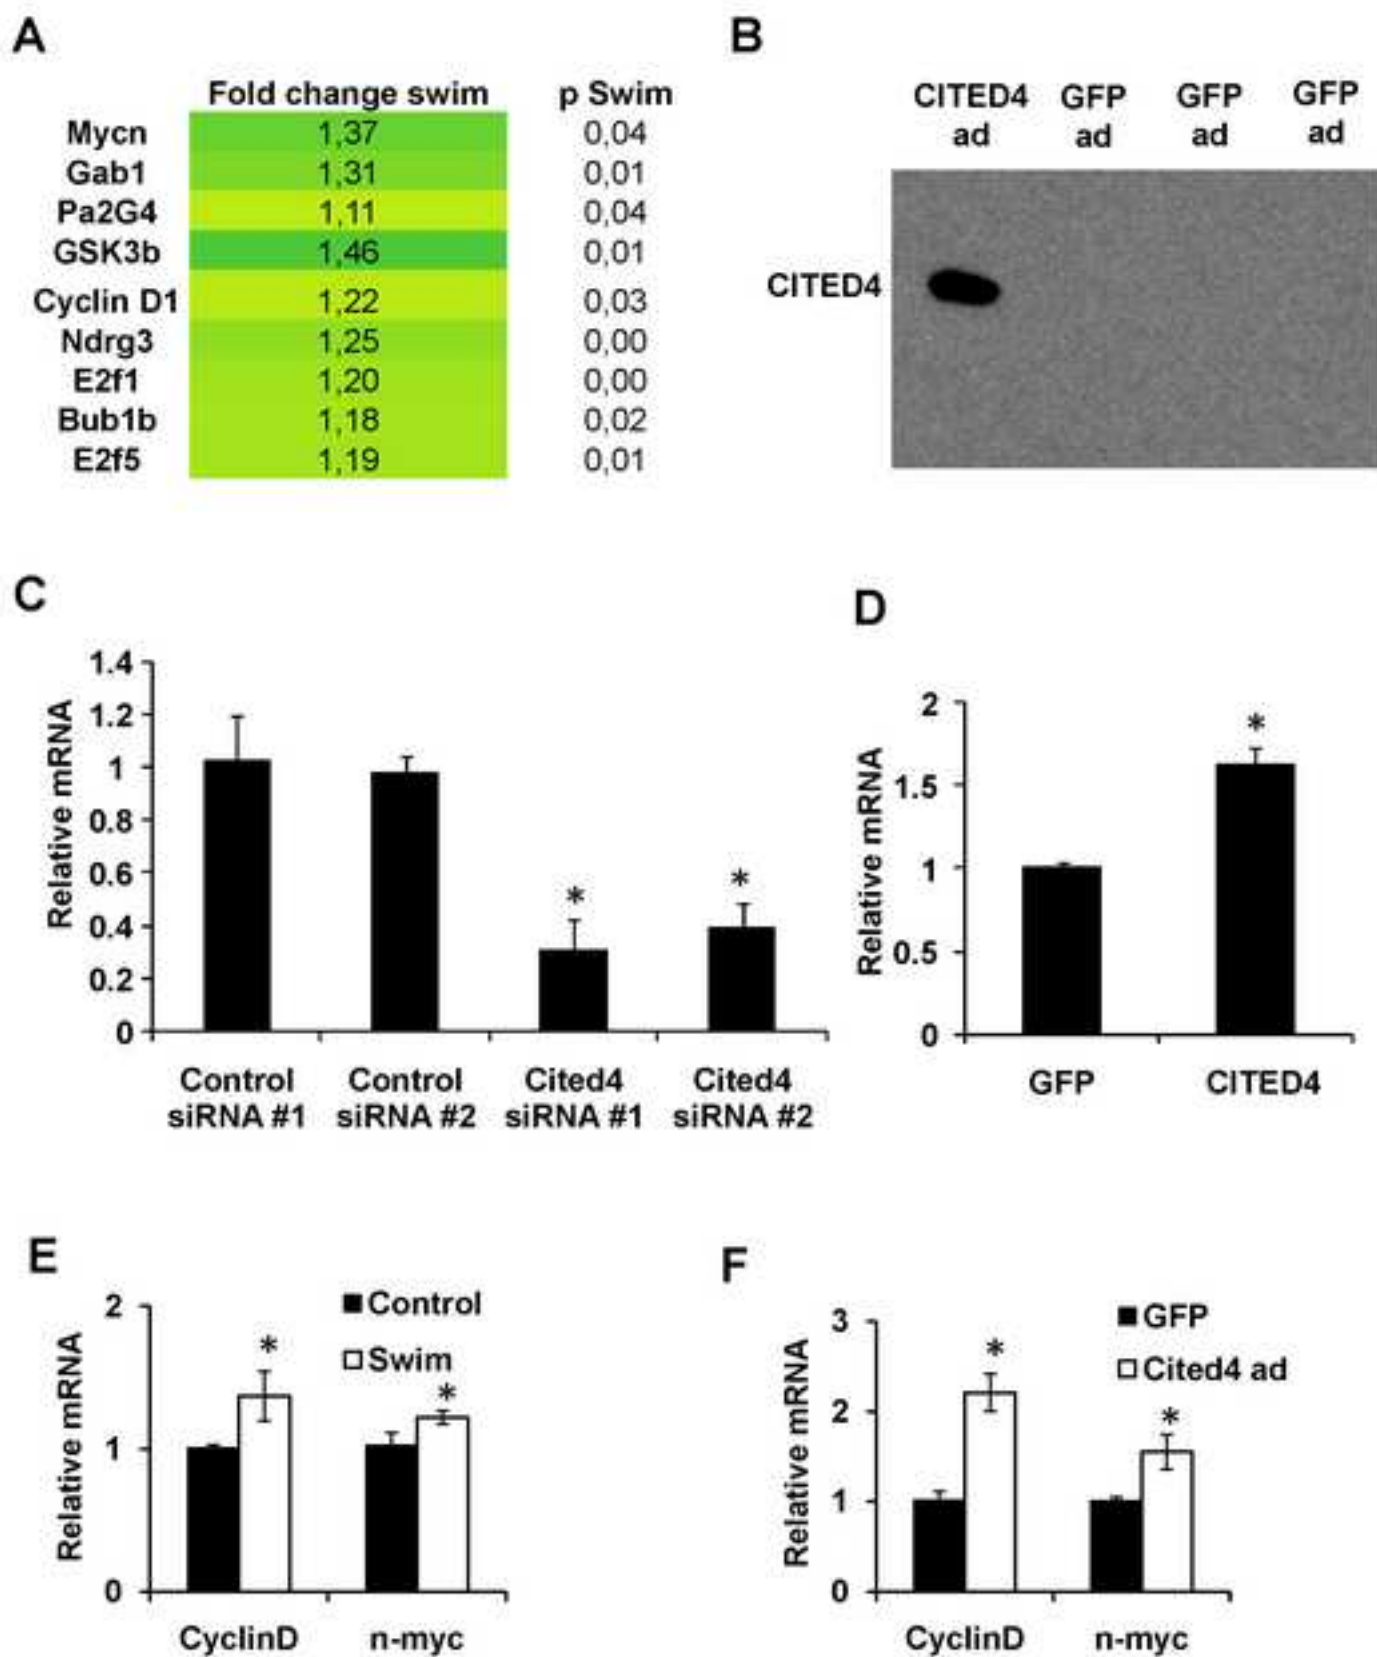 A
Fold change swim p Swim
Mycn 1,37 0,04
Gab1 1,31 0,01
Pa2G4 1,11 0,04
GSK3b 1,46 0,01
Cyclin D1 1,22 0,03
Ndrg3 1,25 0,00
E2f1 1,20 0,00
Bub1b 1,18 0,02
E2f5 1,19 0,01
B
CITED4 GFP GFP GFP
ad ad ad ad
CITED4
C
Relative mRNA
1.4
1.2
1
0.8
0.6
0.4
0.2
0
* *
Control Control Cited4 Cited4
siRNA #1 siRNA #2 siRNA #1 siRNA #2
D
Relative mRNA
2
1.5
1
0.5
0
*
GFP CITED4
E
Relative mRNA
2
1
0
Control
Swim
* *
CyclinD n-myc
F
Relative mRNA
3
2
1
0
GFP
Cited4 ad
* *
CyclinD n-myc